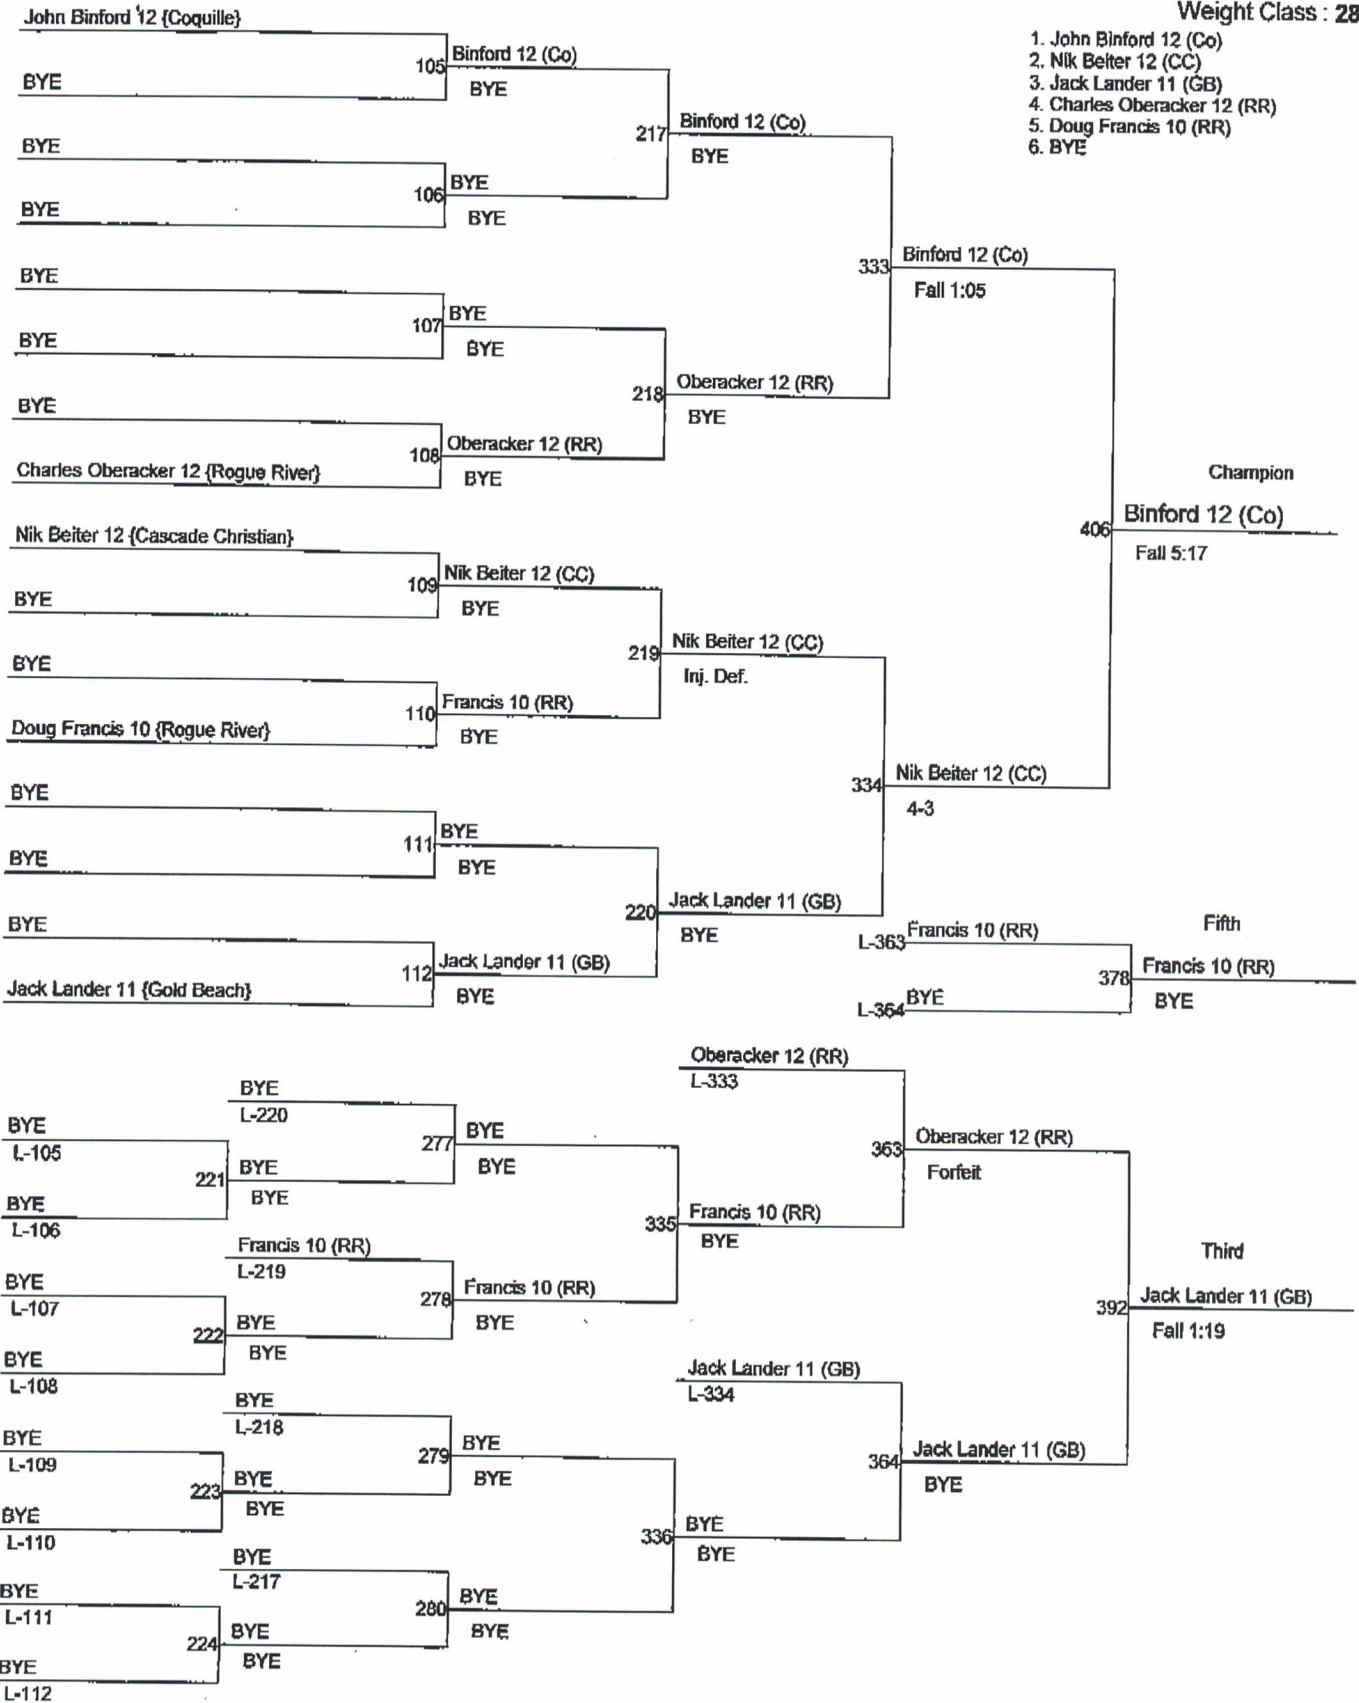 Weight Class : 28
1. John Binford 12 (Co)
2. Nik Beiter 12 (CC)
3. Jack Lander 11 (GB)
4. Charles Oberacker 12 (RR)
5. Doug Francis 10 (RR)
6. BYE
John Binford 12 {Coquille}
105
Binford 12 (Co)
BYE
BYE
217
Binford 12 (Co)
BYE
BYE
106
BYE
BYE
BYE
333
Binford 12 (Co)
Fall 1:05
BYE
107
BYE
BYE
BYE
218
Oberacker 12 (RR)
BYE
BYE
108
Oberacker 12 (RR)
BYE
Charles Oberacker 12 {Rogue River}
Champion
406
Binford 12 (Co)
Fall 5:17
Nik Beiter 12 {Cascade Christian}
109
Nik Beiter 12 (CC)
BYE
BYE
219
Nik Beiter 12 (CC)
Inj. Def.
BYE
110
Francis 10 (RR)
BYE
Doug Francis 10 {Rogue River}
334
Nik Beiter 12 (CC)
4-3
BYE
111
BYE
BYE
BYE
220
Jack Lander 11 (GB)
BYE
BYE
112
Jack Lander 11 (GB)
BYE
Jack Lander 11 {Gold Beach}
Fifth
L-363
Francis 10 (RR)
378
Francis 10 (RR)
BYE
L-364
BYE
Oberacker 12 (RR)
L-333
BYE
L-220
BYE
L-105
277
BYE
BYE
363
Oberacker 12 (RR)
Forfeit
221
BYE
BYE
BYE
L-106
335
Francis 10 (RR)
BYE
Francis 10 (RR)
L-219
Third
BYE
L-107
278
Francis 10 (RR)
BYE
392
Jack Lander 11 (GB)
Fall 1:19
222
BYE
BYE
BYE
L-108
Jack Lander 11 (GB)
L-334
BYE
L-218
BYE
L-109
279
BYE
BYE
364
Jack Lander 11 (GB)
BYE
223
BYE
BYE
BYE
L-110
336
BYE
BYE
BYE
L-217
BYE
L-111
280
BYE
BYE
224
BYE
BYE
BYE
L-112